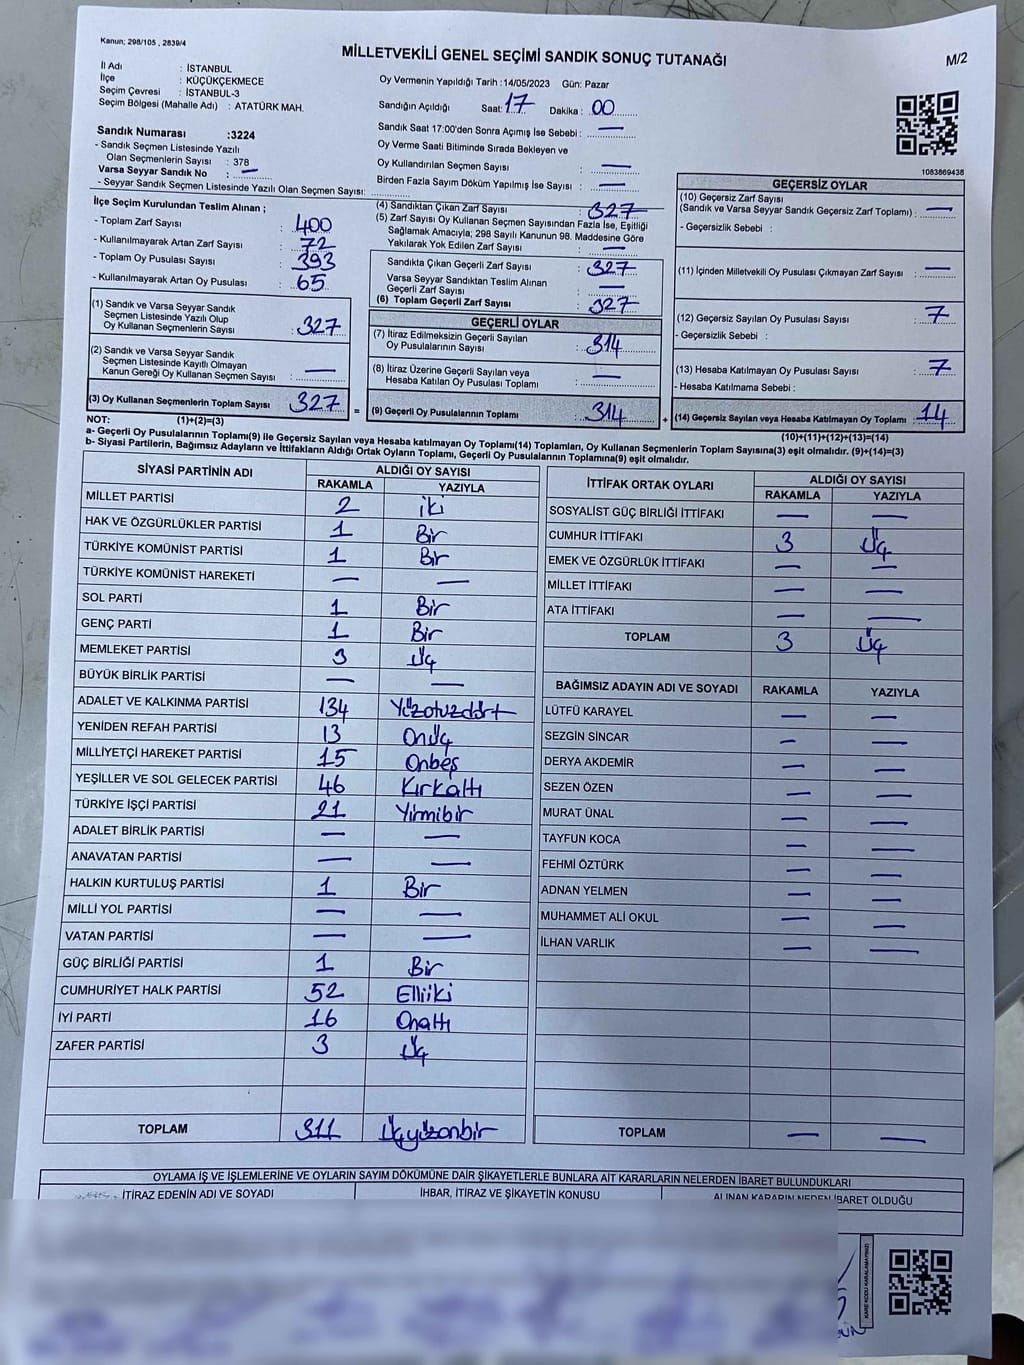 Kanun; 298/105 , 2839/4
MİLLETVEKİLİ GENEL SEÇİMİ SANDIK SONUÇ TUTANAĞI
M/2
İl Adı : İSTANBUL
İlçe : KÜÇÜKÇEKMECE
Seçim Çevresi : İSTANBUL-3
Seçim Bölgesi (Mahalle Adı) : ATATÜRK MAH.
Oy Vermenin Yapıldığı Tarih :14/05/2023 Gün: Pazar
Sandığın Açıldığı Saat: 17 Dakika : 00
Sandık Saat 17:00'den Sonra Açımış İse Sebebi : —
Oy Verme Saati Bitiminde Sırada Bekleyen ve
Oy Kullandırılan Seçmen Sayısı : —
Birden Fazla Sayım Döküm Yapılmış İse Sayısı : —
Sandık Numarası :3224
- Sandık Seçmen Listesinde Yazılı
Olan Seçmenlerin Sayısı : 378
Varsa Seyyar Sandık No : —
- Seyyar Sandık Seçmen Listesinde Yazılı Olan Seçmen Sayısı:
1083869438
İlçe Seçim Kurulundan Teslim Alınan ;
- Toplam Zarf Sayısı : 400
- Kullanılmayarak Artan Zarf Sayısı : 72
- Toplam Oy Pusulası Sayısı : 393
- Kullanılmayarak Artan Oy Pusulası : 65
(1) Sandık ve Varsa Seyyar Sandık
Seçmen Listesinde Yazılı Olup
Oy Kullanan Seçmenlerin Sayısı : 327
(2) Sandık ve Varsa Seyyar Sandık
Seçmen Listesinde Kayıtlı Olmayan
Kanun Gereği Oy Kullanan Seçmen Sayısı : —
(3) Oy Kullanan Seçmenlerin Toplam Sayısı 327
(4) Sandıktan Çıkan Zarf Sayısı : 327
(5) Zarf Sayısı Oy Kullanan Seçmen Sayısından Fazla İse, Eşitliği
Sağlamak Amacıyla; 298 Sayılı Kanunun 98. Maddesine Göre
Yakılarak Yok Edilen Zarf Sayısı : —
Sandıkta Çıkan Geçerli Zarf Sayısı : 327
Varsa Seyyar Sandıktan Teslim Alınan
Geçerli Zarf Sayısı : —
(6) Toplam Geçerli Zarf Sayısı : 327
GEÇERLİ OYLAR
(7) İtiraz Edilmeksizin Geçerli Sayılan
Oy Pusulalarının Sayısı : 314
(8) İtiraz Üzerine Geçerli Sayılan veya
Hesaba Katılan Oy Pusulası Toplamı : —
= (9) Geçerli Oy Pusulalarının Toplamı : 314
GEÇERSİZ OYLAR
(10) Geçersiz Zarf Sayısı
(Sandık ve Varsa Seyyar Sandık Geçersiz Zarf Toplamı) : —
- Geçersizlik Sebebi :
(11) İçinden Milletvekili Oy Pusulası Çıkmayan Zarf Sayısı : —
(12) Geçersiz Sayılan Oy Pusulası Sayısı : 7
- Geçersizlik Sebebi :
(13) Hesaba Katılmayan Oy Pusulası Sayısı : 7
- Hesaba Katılmama Sebebi :
+ (14) Geçersiz Sayılan veya Hesaba Katılmayan Oy Toplamı : 14
NOT: (1)+(2)=(3)
(10)+(11)+(12)+(13)=(14)
a- Geçerli Oy Pusulalarının Toplamı(9) ile Geçersiz Sayılan veya Hesaba katılmayan Oy Toplamı(14) Toplamları, Oy Kullanan Seçmenlerin Toplam Sayısına(3) eşit olmalıdır. (9)+(14)=(3)
b- Siyasi Partilerin, Bağımsız Adayların ve İttifakların Aldığı Oyların Toplamı, Geçerli Oy Pusulalarının Toplamına(9) eşit olmalıdır.
SİYASİ PARTİNİN ADI ALDIĞI OY SAYISI
RAKAMLA YAZIYLA
MİLLET PARTİSİ 2 iki
HAK VE ÖZGÜRLÜKLER PARTİSİ 1 Bir
TÜRKİYE KOMÜNİST PARTİSİ 1 Bir
TÜRKİYE KOMÜNİST HAREKETİ — —
SOL PARTİ 1 Bir
GENÇ PARTİ 1 Bir
MEMLEKET PARTİSİ 3 Üç
BÜYÜK BİRLİK PARTİSİ — —
ADALET VE KALKINMA PARTİSİ 134 Yüzotuzdört
YENİDEN REFAH PARTİSİ 13 Onüç
MİLLİYETÇİ HAREKET PARTİSİ 15 Onbeş
YEŞİLLER VE SOL GELECEK PARTİSİ 46 Kırkaltı
TÜRKİYE İŞÇİ PARTİSİ 21 Yirmibir
ADALET BİRLİK PARTİSİ — —
ANAVATAN PARTİSİ — —
HALKIN KURTULUŞ PARTİSİ 1 Bir
MİLLİ YOL PARTİSİ — —
VATAN PARTİSİ — —
GÜÇ BİRLİĞİ PARTİSİ 1 Bir
CUMHURİYET HALK PARTİSİ 52 Elliiki
İYİ PARTİ 16 Onaltı
ZAFER PARTİSİ 3 Üç
TOPLAM 311 Üçyüzonbir
İTTİFAK ORTAK OYLARI ALDIĞI OY SAYISI
RAKAMLA YAZIYLA
SOSYALİST GÜÇ BİRLİĞİ İTTİFAKI — —
CUMHUR İTTİFAKI 3 Üç
EMEK VE ÖZGÜRLÜK İTTİFAKI — —
MİLLET İTTİFAKI — —
ATA İTTİFAKI — —
TOPLAM 3 Üç
BAĞIMSIZ ADAYIN ADI VE SOYADI RAKAMLA YAZIYLA
LÜTFÜ KARAYEL — —
SEZGİN SİNCAR — —
DERYA AKDEMİR — —
SEZEN ÖZEN — —
MURAT ÜNAL — —
TAYFUN KOCA — —
FEHMİ ÖZTÜRK — —
ADNAN YELMEN — —
MUHAMMET ALİ OKUL — —
İLHAN VARLIK — —
TOPLAM — —
OYLAMA İŞ VE İŞLEMLERİNE VE OYLARIN SAYIM DÖKÜMÜNE DAİR ŞİKAYETLERLE BUNLARA AİT KARARLARIN NELERDEN İBARET BULUNDUKLARI
İTİRAZ EDENİN ADI VE SOYADI İHBAR, İTİRAZ VE ŞİKAYETİN KONUSU ALINAN KARARIN NEDEN İBARET OLDUĞU
KARE KODU KARALAMAYINIZ!